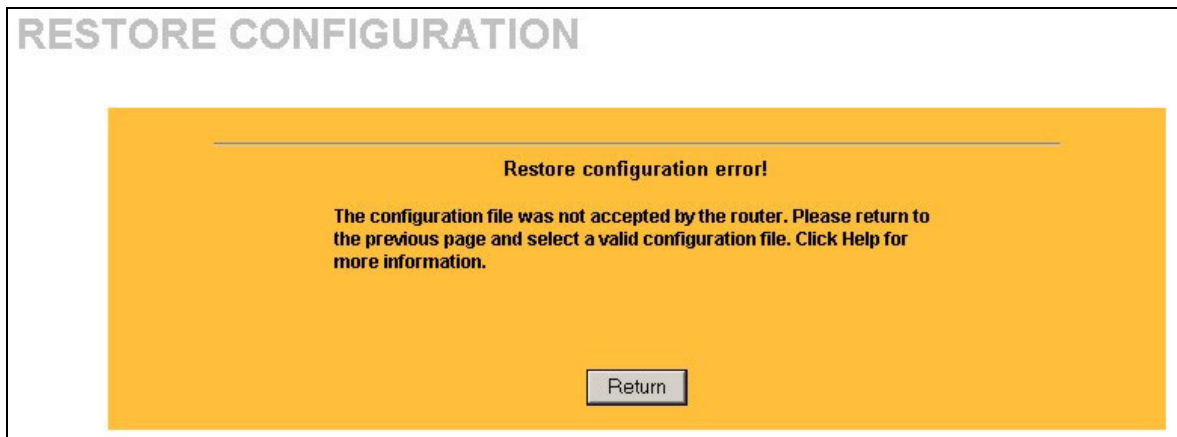 RESTORE CONFIGURATION
Restore configuration error!
The configuration file was not accepted by the router. Please return to
the previous page and select a valid configuration file. Click Help for
more information.
Return